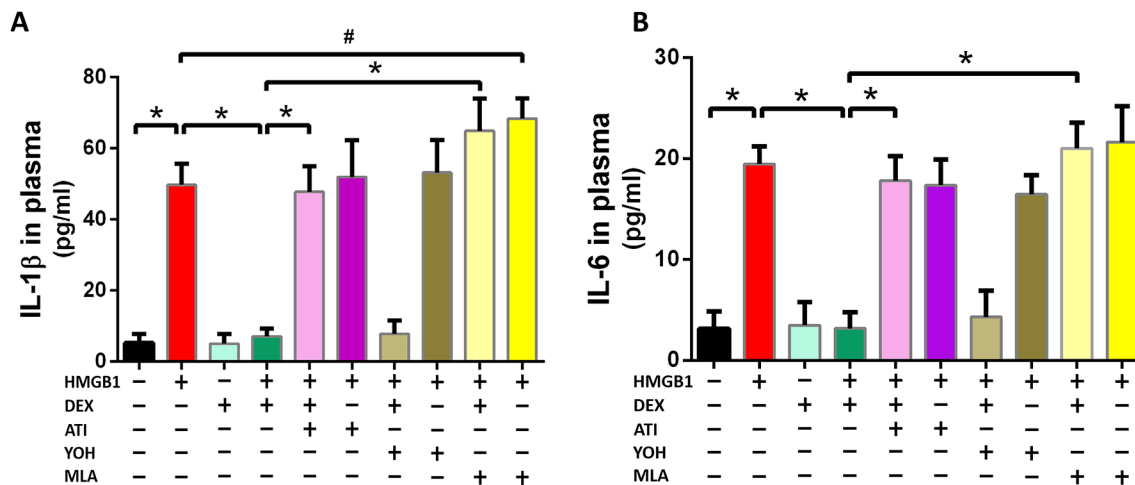 A
#
*
* * *
80
60
40
20
0
IL-1β in plasma
(pg/ml)
HMGB1 – + – + + + + + + +
DEX – – + + + – + – + –
ATI – – – – + + – – – –
YOH – – – – – – + + – –
MLA – – – – – – – – + +
B
*
* * *
30
20
10
0
IL-6 in plasma
(pg/ml)
HMGB1 – + – + + + + + + +
DEX – – + + + – + – + –
ATI – – – – + + – – – –
YOH – – – – – – + + – –
MLA – – – – – – – – + +